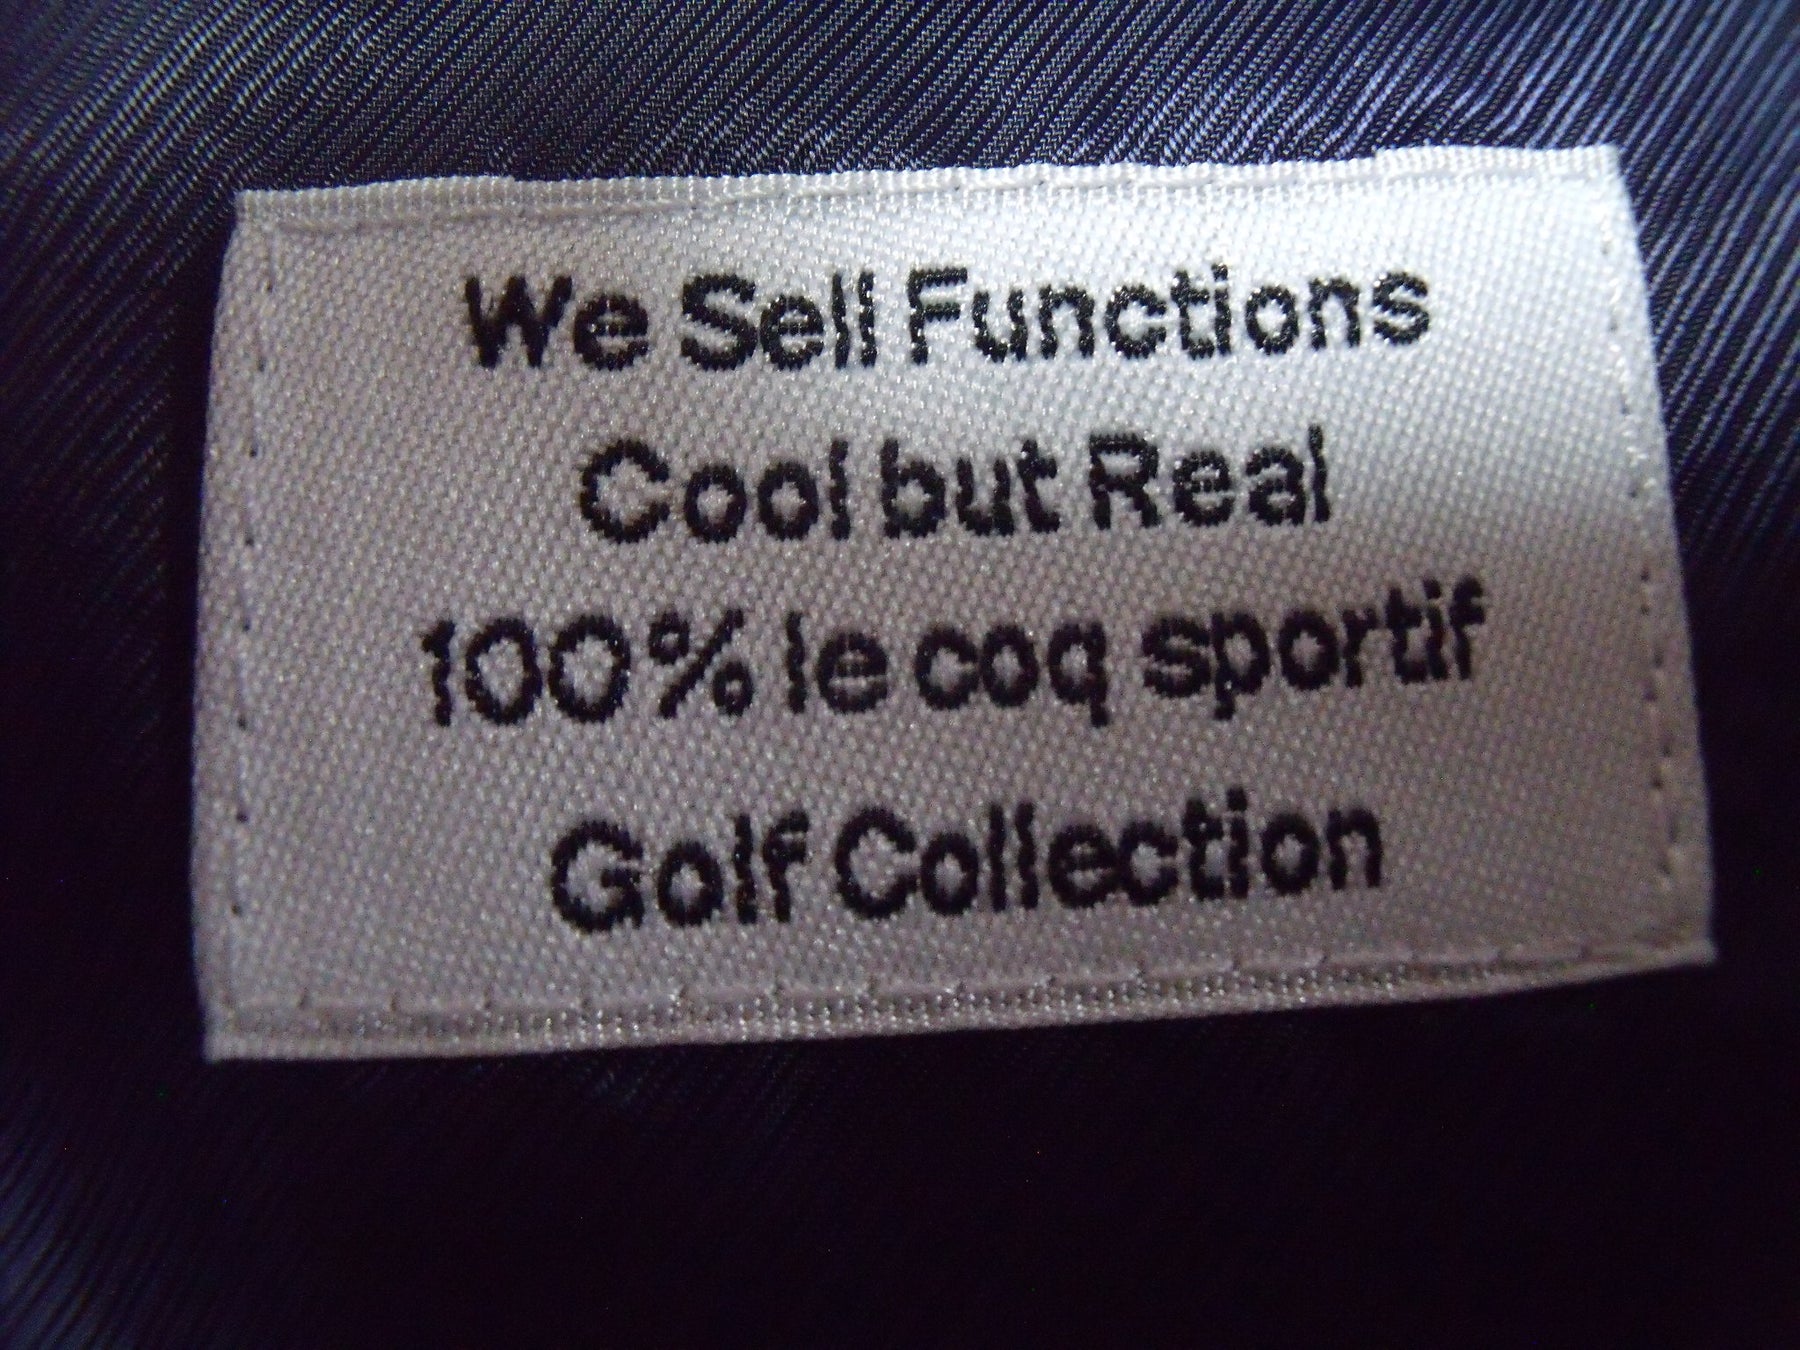 We Sell Functions
Cool but Real
100% le coq sportif
Golf Collection